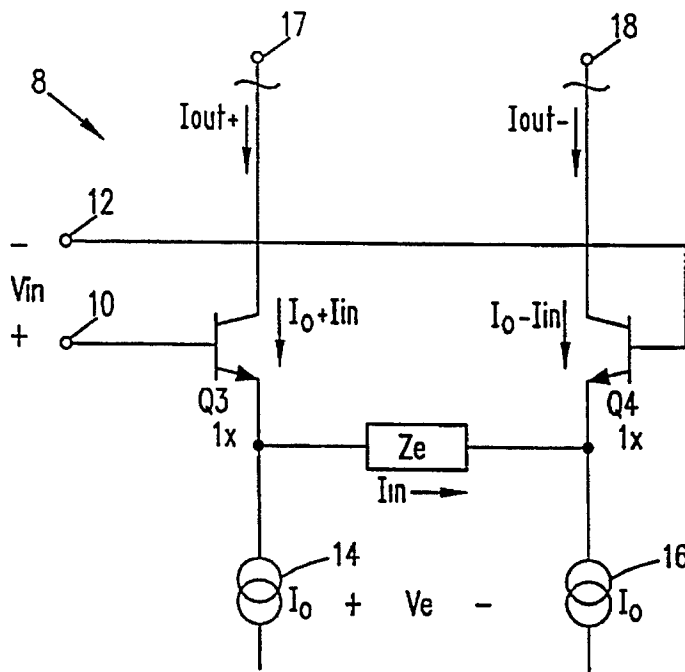 17
18
8
Iout+
Iout-
12
-
Vin
10
+
Io+Iin
Io-Iin
Q3
Q4
1x
Ze
1x
Iin
14
16
Io + Ve - Io